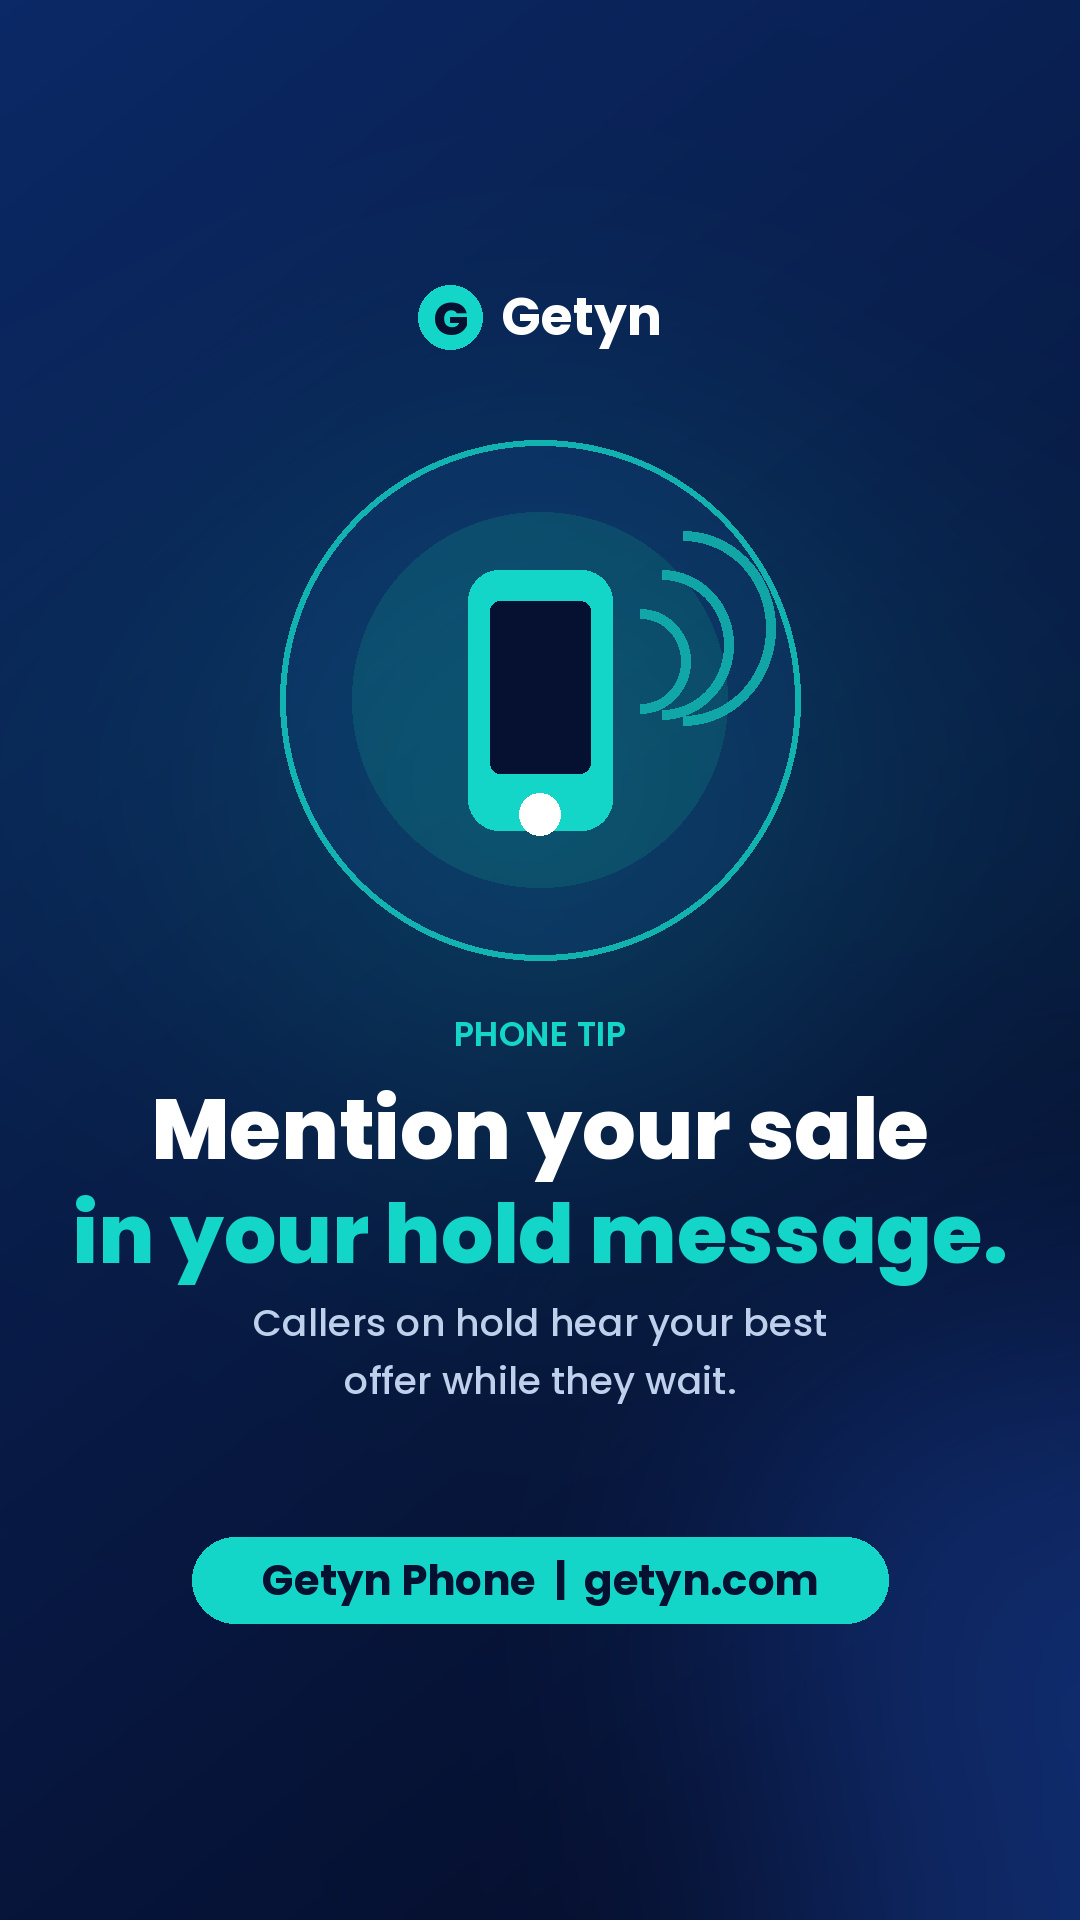 G Getyn
PHONE TIP
Mention your sale
in your hold message.
Callers on hold hear your best
offer while they wait.
Getyn Phone | getyn.com